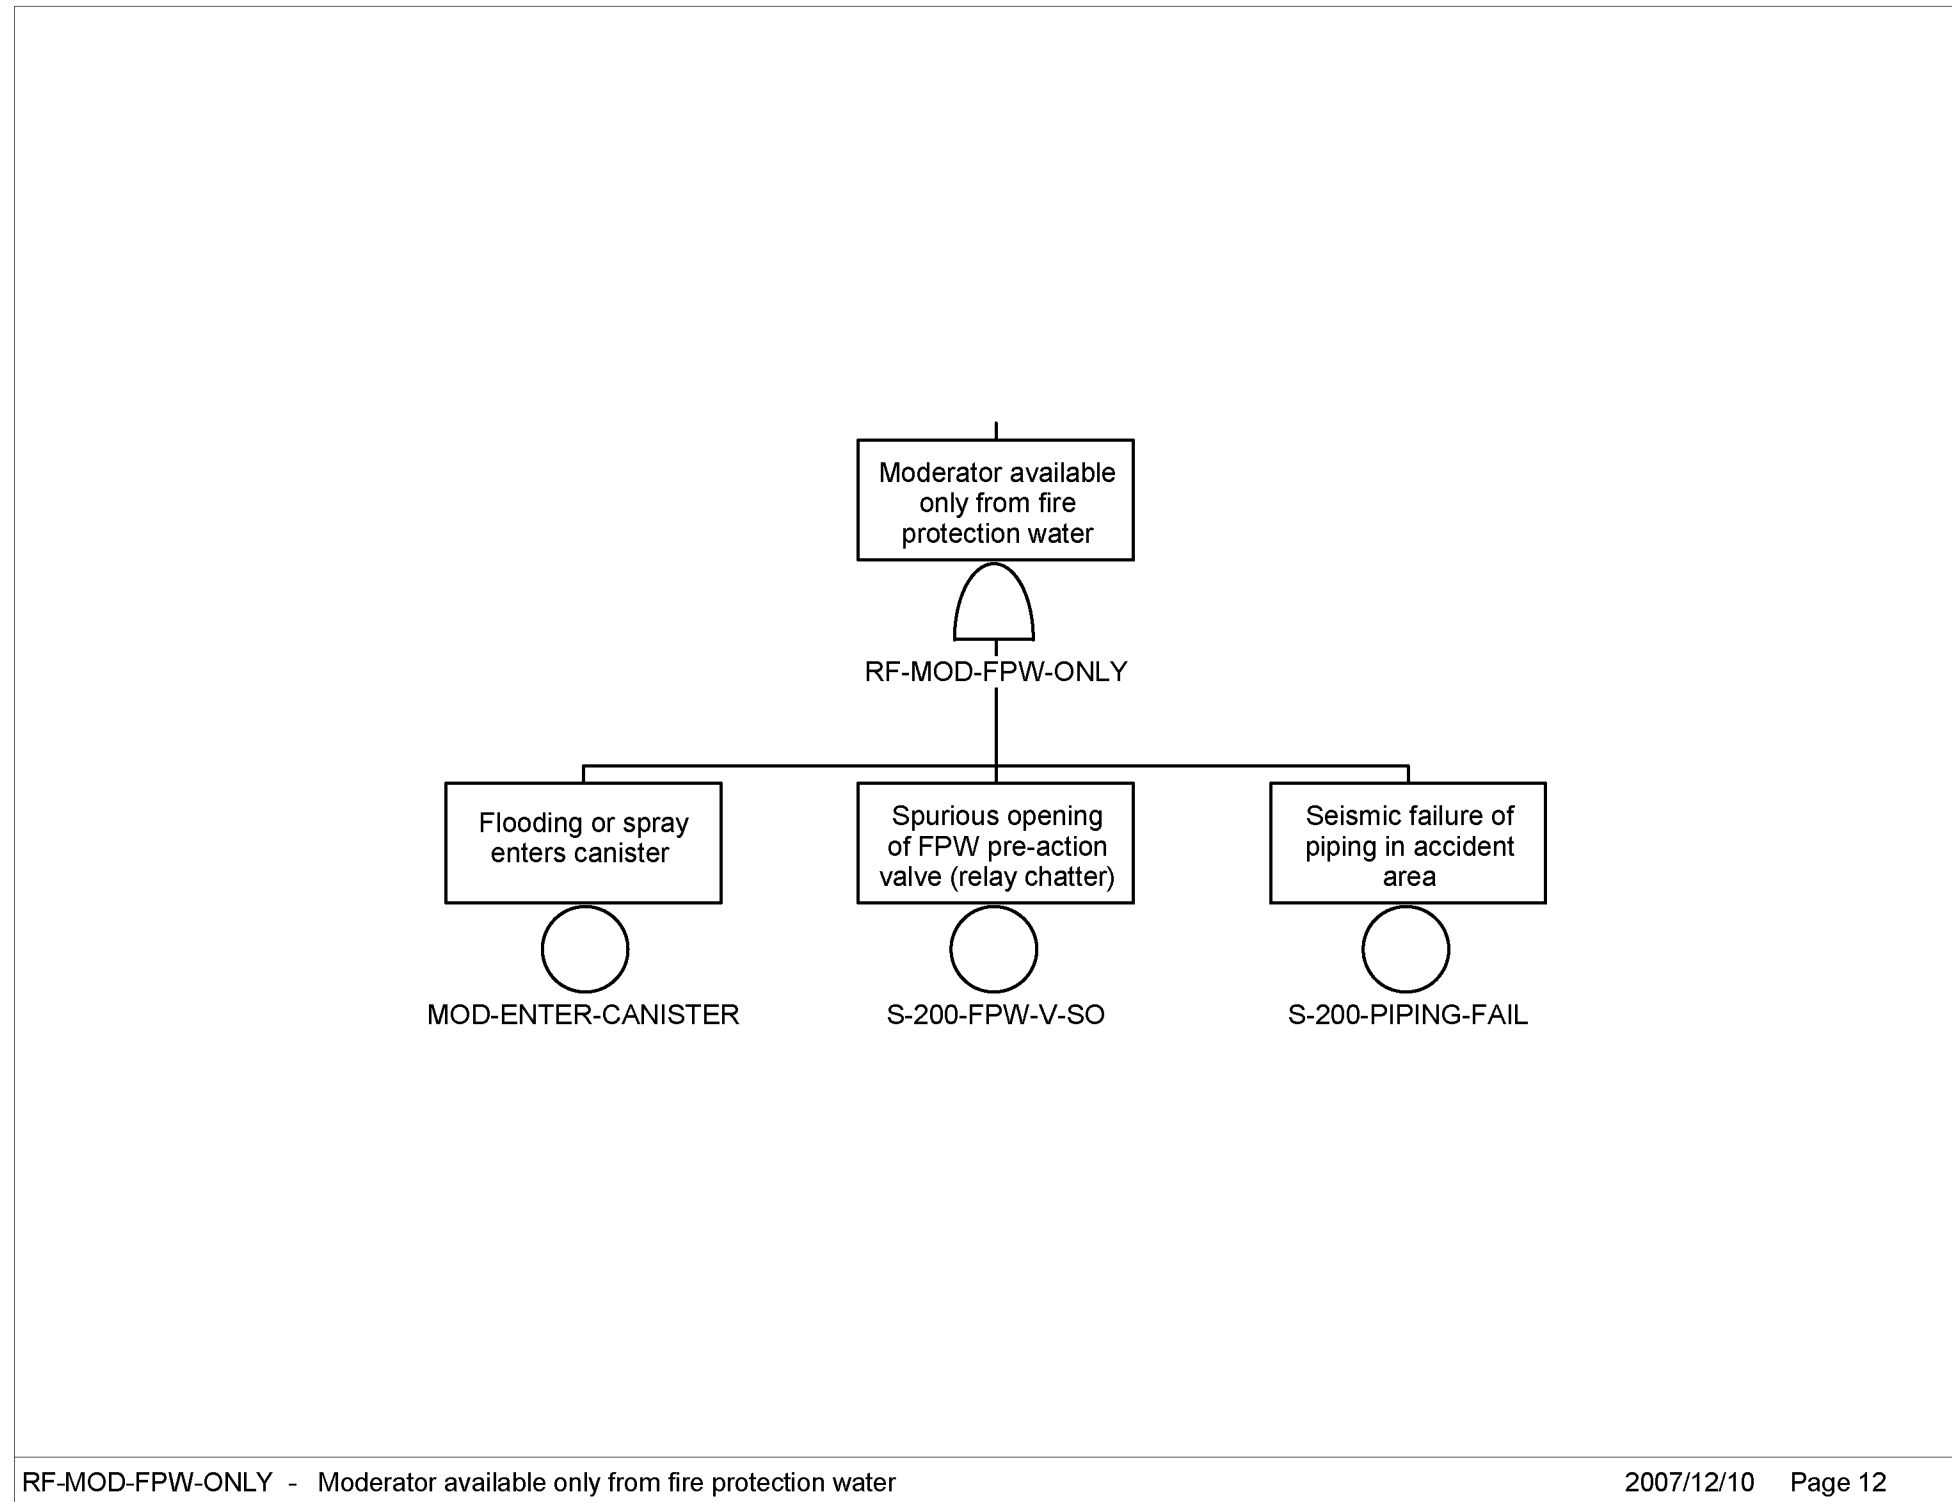 Moderator available
only from fire
protection water
RF-MOD-FPW-ONLY
Flooding or spray
enters canister
MOD-ENTER-CANISTER
Spurious opening
of FPW pre-action
valve (relay chatter)
S-200-FPW-V-SO
Seismic failure of
piping in accident
area
S-200-PIPING-FAIL
RF-MOD-FPW-ONLY - Moderator available only from fire protection water
2007/12/10 Page 12